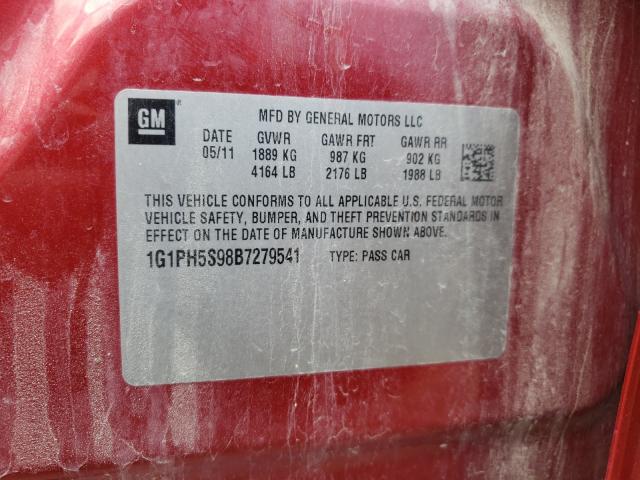 GM
MFD BY GENERAL MOTORS LLC
DATE GVWR GAWR FRT GAWR RR
05/11 1889 KG 987 KG 902 KG
4164 LB 2176 LB 1988 LB
THIS VEHICLE CONFORMS TO ALL APPLICABLE U.S. FEDERAL MOTOR
VEHICLE SAFETY, BUMPER, AND THEFT PREVENTION STANDARDS IN
EFFECT ON THE DATE OF MANUFACTURE SHOWN ABOVE.
1G1PH5S98B7279541 TYPE: PASS CAR